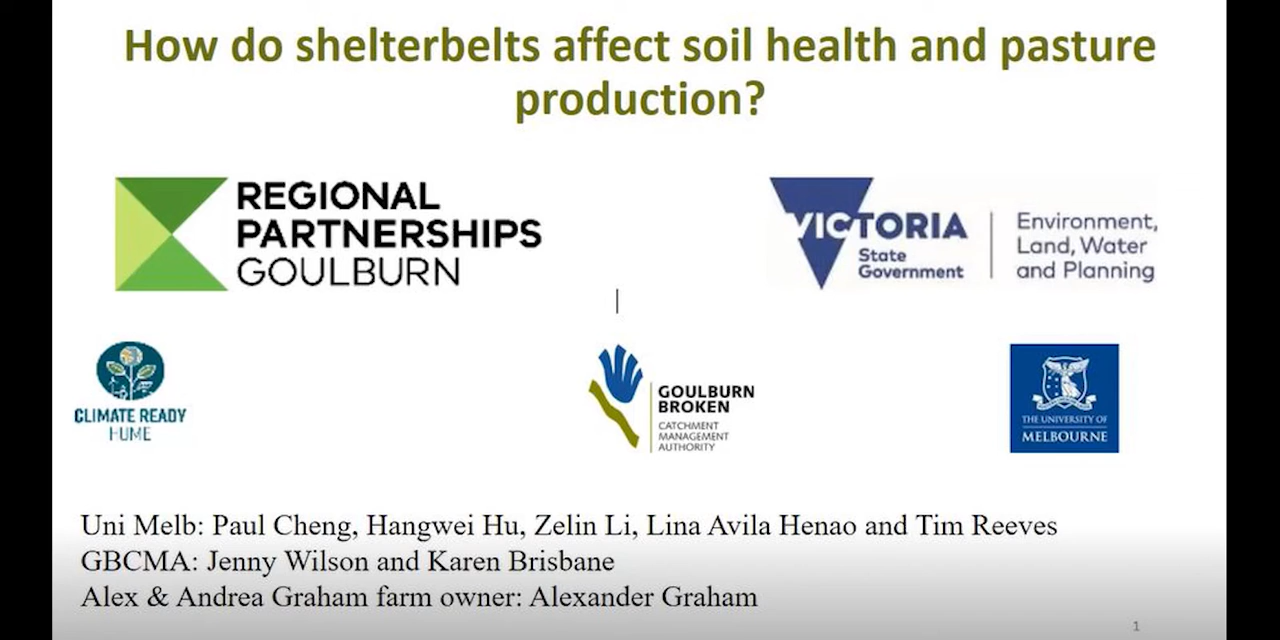 How do shelterbelts affect soil health and pasture
production?
REGIONAL
PARTNERSHIPS
GOULBURN
VICTORIA
State
Government
Environment,
Land, Water
and Planning
CLIMATE READY
HUME
GOULBURN
BROKEN
CATCHMENT
MANAGEMENT
AUTHORITY
THE UNIVERSITY OF
MELBOURNE
Uni Melb: Paul Cheng, Hangwei Hu, Zelin Li, Lina Avila Henao and Tim Reeves
GBCMA: Jenny Wilson and Karen Brisbane
Alex & Andrea Graham farm owner: Alexander Graham
1